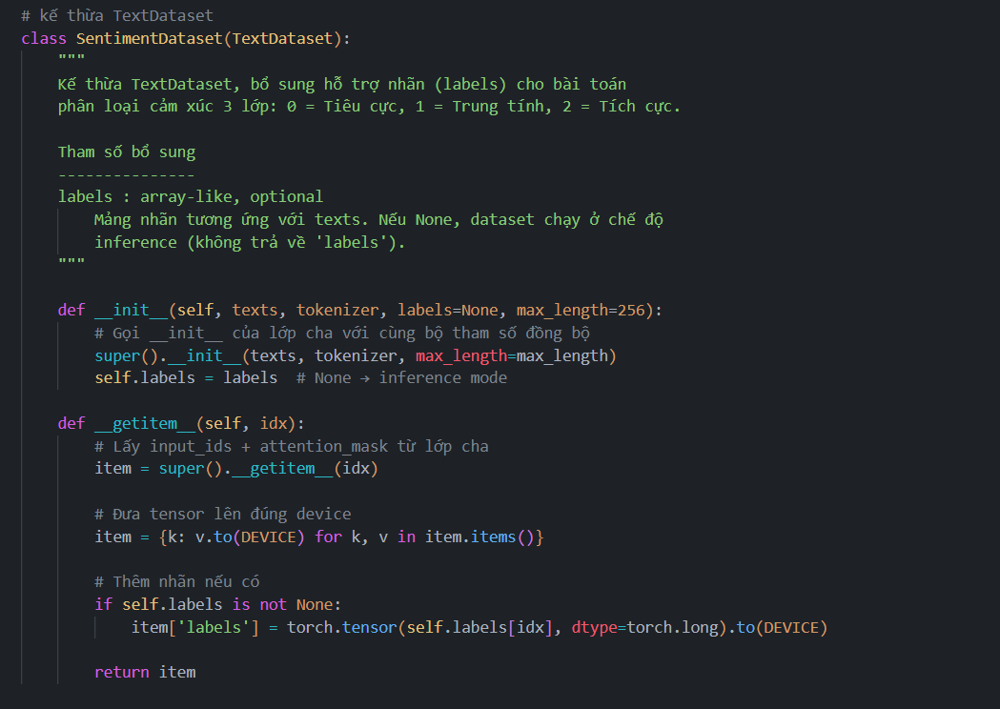 # kế thừa TextDataset
class SentimentDataset(TextDataset):
    """
    Kế thừa TextDataset, bổ sung hỗ trợ nhãn (labels) cho bài toán
    phân loại cảm xúc 3 lớp: 0 = Tiêu cực, 1 = Trung tính, 2 = Tích cực.

    Tham số bổ sung
    ---------------
    labels : array-like, optional
        Mảng nhãn tương ứng với texts. Nếu None, dataset chạy ở chế độ
        inference (không trả về 'labels').
    """

    def __init__(self, texts, tokenizer, labels=None, max_length=256):
        # Gọi __init__ của lớp cha với cùng bộ tham số đồng bộ
        super().__init__(texts, tokenizer, max_length=max_length)
        self.labels = labels  # None → inference mode

    def __getitem__(self, idx):
        # Lấy input_ids + attention_mask từ lớp cha
        item = super().__getitem__(idx)

        # Đưa tensor lên đúng device
        item = {k: v.to(DEVICE) for k, v in item.items()}

        # Thêm nhãn nếu có
        if self.labels is not None:
            item['labels'] = torch.tensor(self.labels[idx], dtype=torch.long).to(DEVICE)

        return item